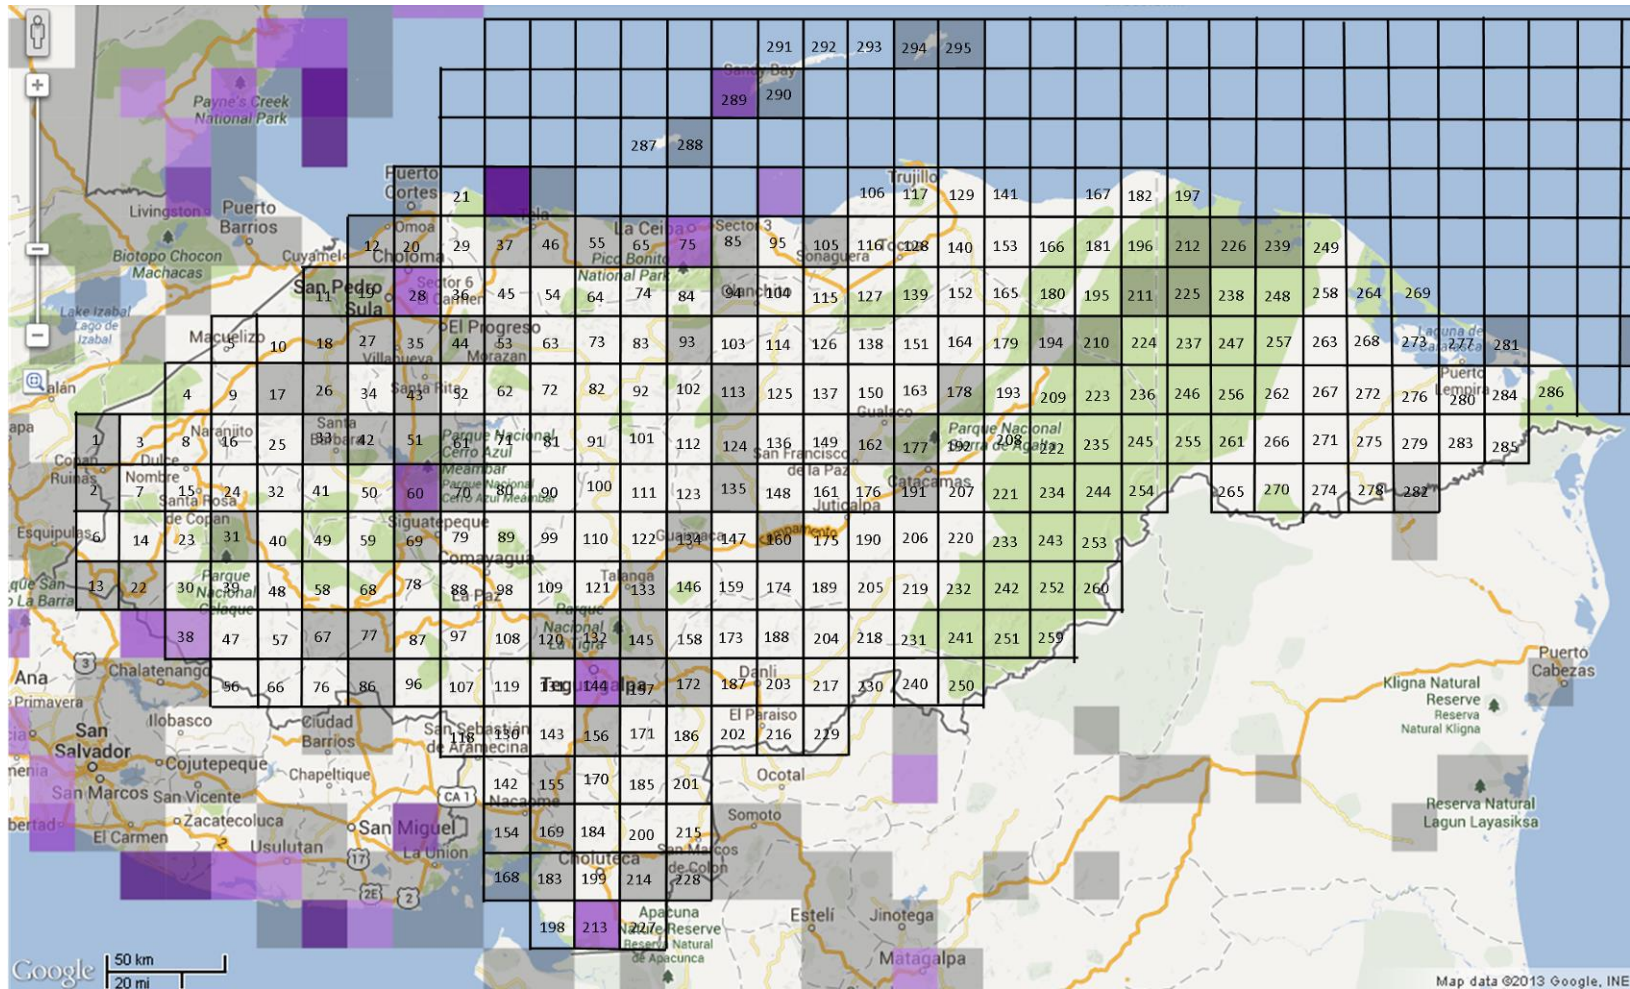 291 292 293 294 295
Sandy Bay
289 290
Payne's Creek
National Park
287 288
Puerto
Cortes
Trujillo
21 106 117 129 141 167 182 197
Livingston
Puerto
Barrios
Tela
Omoa
La Ceiba
Sector 3
12 20 29 37 46 55 65 75 85 95 105 116 128 140 153 166 181 196 212 226 239 249
Cuyamel
Choloma
Pico Bonito
National Park
Sonaguera
Biotopo Chocon
Machacas
San Pedro
Sula
Sector 6
11 19 28 36 45 54 64 74 84 94 104 115 127 139 152 165 180 195 211 225 238 248 258 264 269
Lake Izabal
Lago de
Izabal
Macuelizo
El Progreso
5 10 18 27 35 44 53 63 73 83 93 103 114 126 138 151 164 179 194 210 224 237 247 257 263 268 273 277 281
Villanueva
Morazan
Puerto
Lempira
Santa Rita
4 9 17 26 34 43 52 62 72 82 92 102 113 125 137 150 163 178 193 209 223 236 246 256 262 267 272 276 280 284 286
Gualaco
Naranjito
Santa
Barbara
1 3 8 16 25 33 42 51 61 71 81 91 101 112 124 136 149 162 177 192 208 222 235 245 255 261 266 271 275 279 283 285
Parque Nacional
Cerro Azul
Meambar
Parque Nacional
Cerro Azul Meambar
Parque Nacional
Sierra de Agalta
San Francisco
de la Paz
Copan
Ruinas
Dulce
Nombre
Catacamas
2 7 15 24 32 41 50 60 70 80 90 100 111 123 135 148 161 176 191 207 221 234 244 254 265 270 274 278 282
Santa Rosa
de Copan
Juticalpa
Siguatepeque
Esquipulas
6 14 23 31 40 49 59 69 79 89 99 110 122 134 147 160 175 190 206 220 233 243 253
Guaimaca
Campamento
Comayagua
Talanga
13 22 30 39 48 58 68 78 88 98 109 121 133 146 159 174 189 205 219 232 242 252 260
Parque
Nacional
Celaque
La Paz
Parque
Nacional
La Tigra
38 47 57 67 77 87 97 108 120 132 145 158 173 188 204 218 231 241 251 259
3
Chalatenango
Danli
Puerto
Cabezas
Ana
56 66 76 86 96 107 119 131 144 157 172 187 203 217 230 240 250
Tegucigalpa
Kligna Natural
Reserve
Reserva
Natural Kligna
Primavera
Ilobasco
Ciudad
Barrios
San Sebastián
de Aramecina
El Paraiso
San
Salvador
118 130 143 156 171 186 202 216 229
Cojutepeque
Chapeltique
Ocotal
142 155 170 185 201
San Marcos
San Vicente
CA 1
Nacaome
Reserva Natural
Lagun Layasiksa
El Carmen
Zacatecoluca
San Miguel
Somoto
154 169 184 200 215
Usulutan
17
La Union
Choluteca
San Marcos
de Colon
2E 2
168 183 199 214 228
Apacuna
Nature Reserve
Reserva Natural
de Apacunca
198 213 227
Estelí
Jinotega
Matagalpa
Google
50 km
20 mi
Map data ©2013 Google, INE